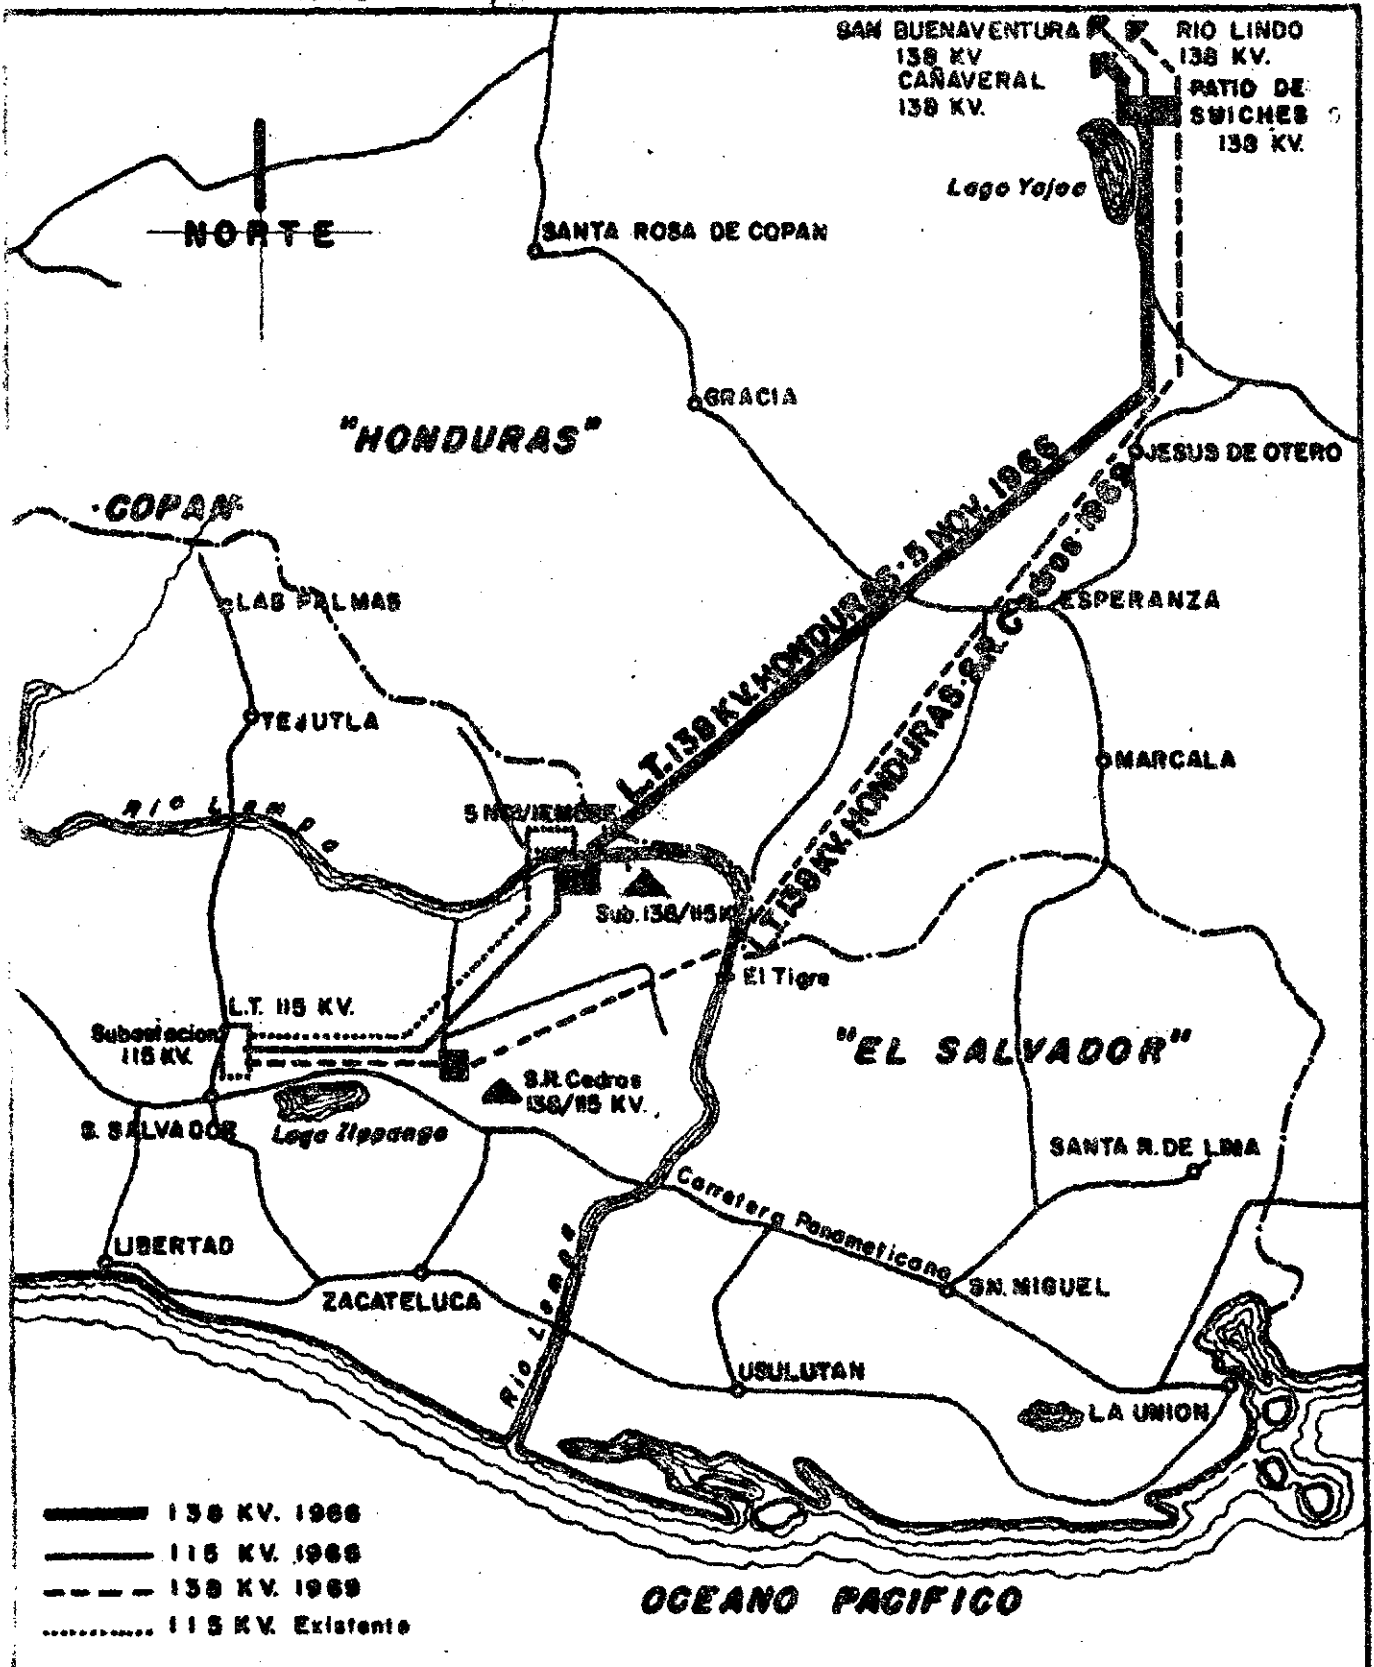 SAN BUENAVENTURA
138 KV
CAÑAVERAL
138 KV.
RIO LINDO
138 KV.
PATIO DE
SWICHES
138 KV.
Lago Yojoa
NORTE
SANTA ROSA DE COPAN
GRACIA
"HONDURAS"
JESUS DE OTERO
COPAN
L.T. 138 KV. HONDURAS - 5 NOV. 1966
L.T. 138 KV. HONDURAS - S.R. Cedros - 1969
ESPERANZA
LAS PALMAS
TEJUTLA
MARCALA
Rio Lempa
5 NOVIEMBRE
Sub. 138/115 KV.
El Tigre
L.T. 115 KV.
Subestacion
115 KV.
"EL SALVADOR"
S.R. Cedros
138/115 KV.
S. SALVADOR
Lago Ilopango
SANTA R. DE LIMA
Carretera Panameticana
LIBERTAD
ZACATELUCA
Rio Lempa
SN. MIGUEL
USULUTAN
LA UNION
138 KV. 1966
115 KV. 1966
138 KV. 1969
115 KV. Existente
OCEANO PACIFICO